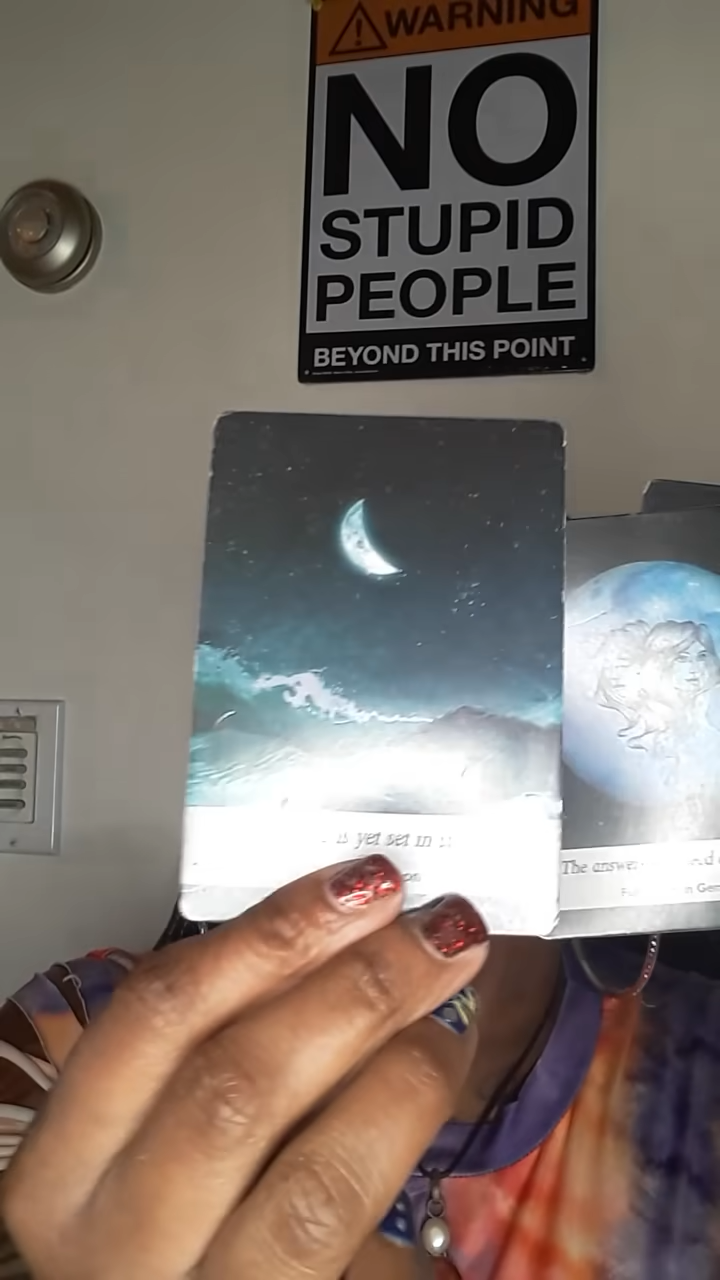 WARNING
NO
STUPID
PEOPLE
BEYOND THIS POINT
yet set in
The answer